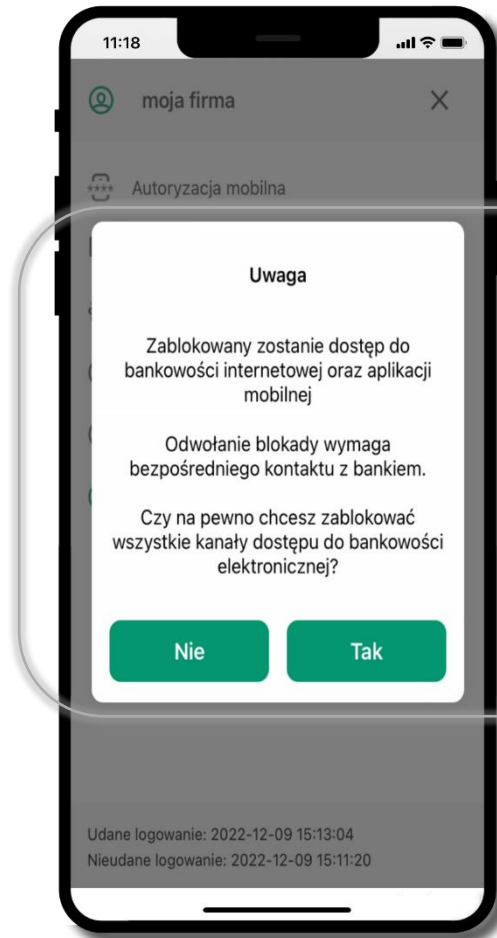 11:18
moja firma
Autoryzacja mobilna
Uwaga
Zablokowany zostanie dostęp do
bankowości internetowej oraz aplikacji
mobilnej
Odwołanie blokady wymaga
bezpośredniego kontaktu z bankiem.
Czy na pewno chcesz zablokować
wszystkie kanały dostępu do bankowości
elektronicznej?
Nie Tak
Udane logowanie: 2022-12-09 15:13:04
Nieudane logowanie: 2022-12-09 15:11:20